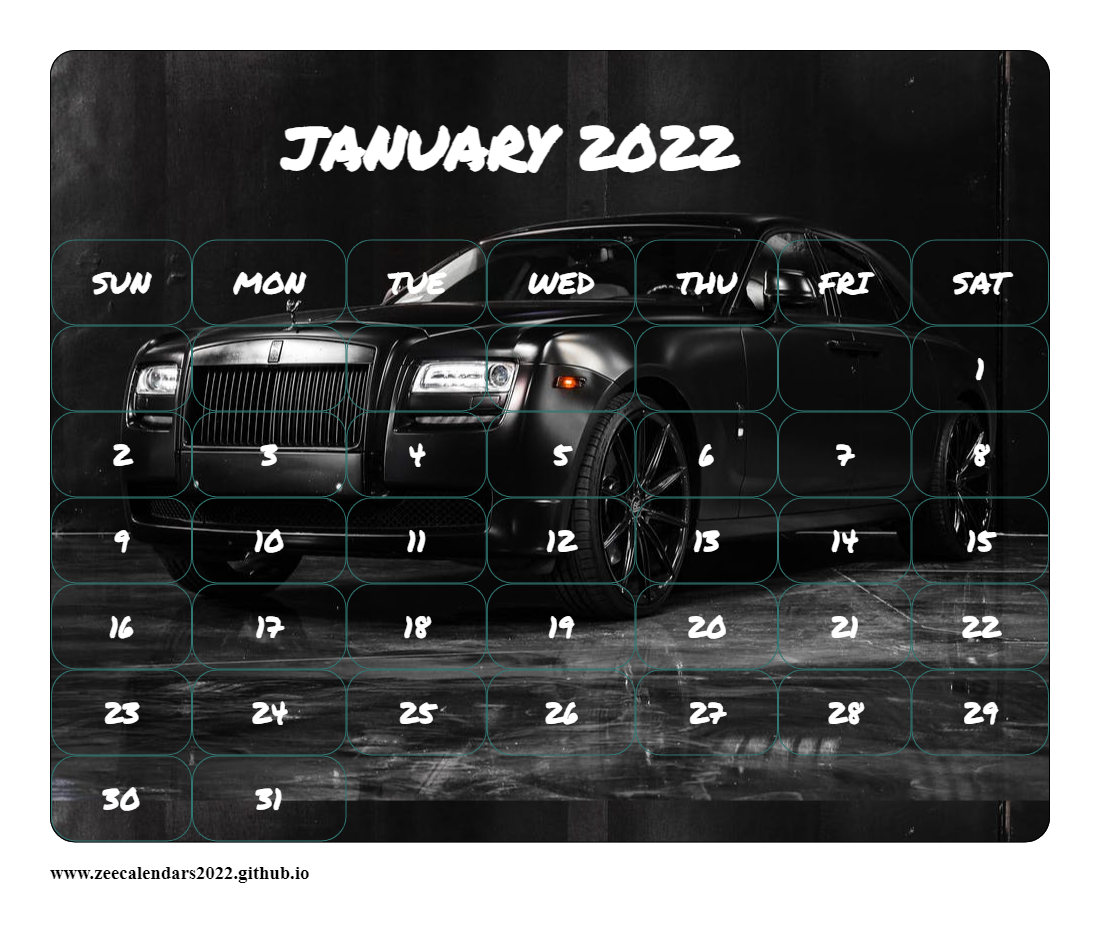 JANUARY 2022
SUN MON TUE WED THU FRI SAT
1
2 3 4 5 6 7 8
9 10 11 12 13 14 15
16 17 18 19 20 21 22
23 24 25 26 27 28 29
30 31
www.zeecalendars2022.github.io